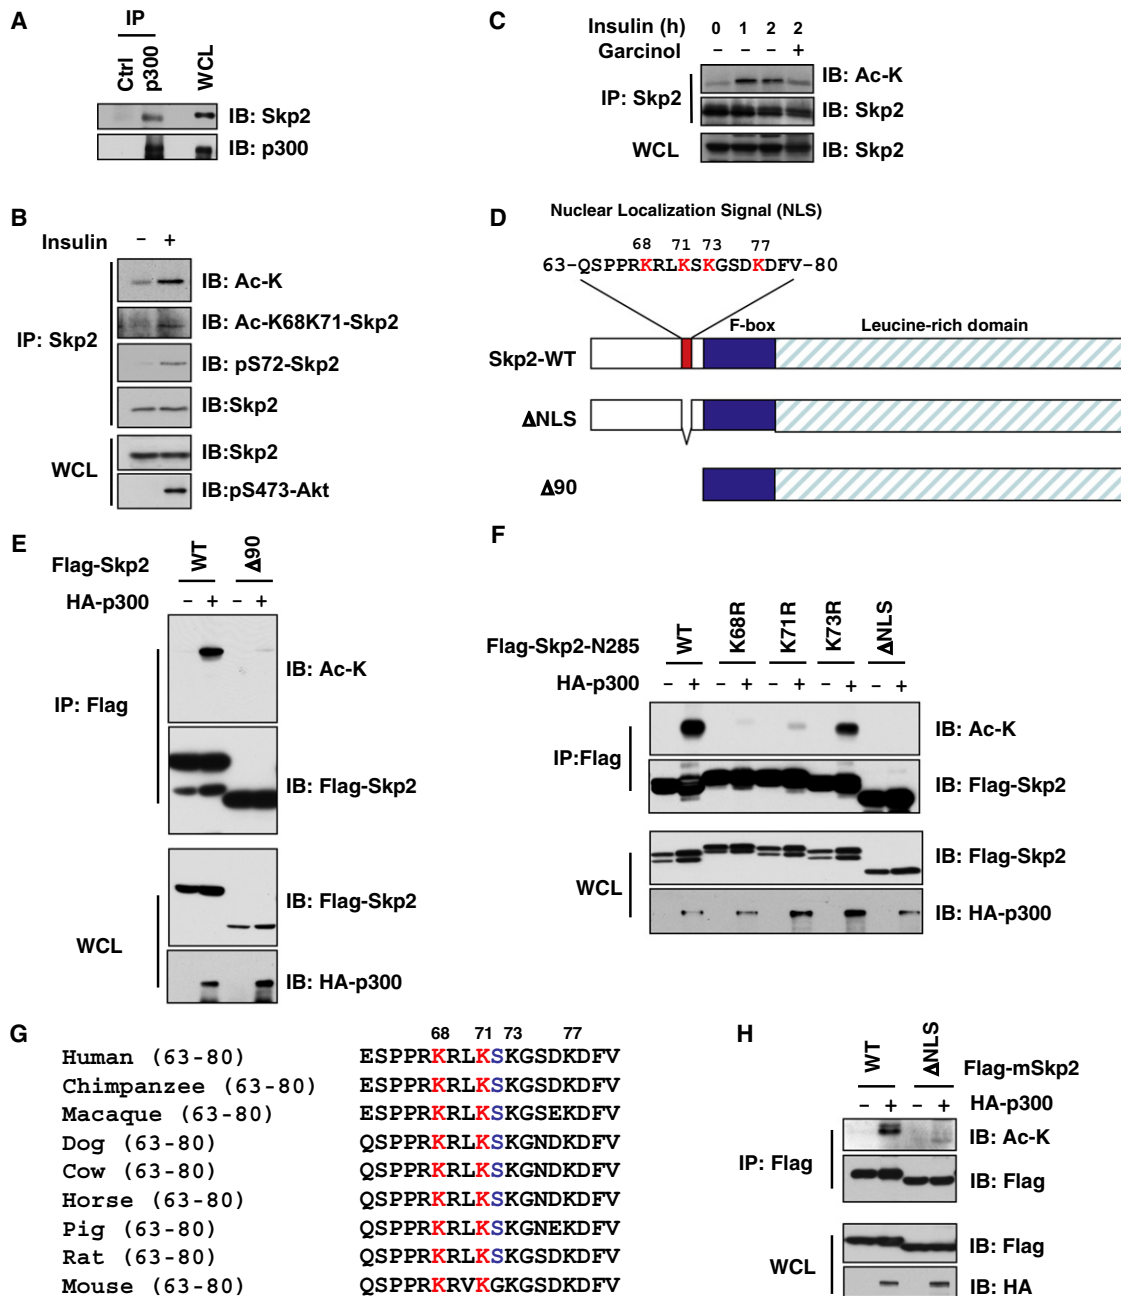 A
IP
Ctrl
p300
WCL
IB: Skp2
IB: p300
B
Insulin – +
IP: Skp2
IB: Ac-K
IB: Ac-K68K71-Skp2
IB: pS72-Skp2
IB:Skp2
WCL
IB:Skp2
IB:pS473-Akt
C
Insulin (h) 0 1 2 2
Garcinol – – – +
IP: Skp2
IB: Ac-K
IB: Skp2
WCL
IB: Skp2
D
Nuclear Localization Signal (NLS)
68 71 73 77
63-QSPPRKRLKSKGSDKDFV-80
F-box
Leucine-rich domain
Skp2-WT
ΔNLS
Δ90
E
Flag-Skp2 WT Δ90
HA-p300 – + – +
IP: Flag
IB: Ac-K
IB: Flag-Skp2
WCL
IB: Flag-Skp2
IB: HA-p300
F
Flag-Skp2-N285 WT K68R K71R K73R ΔNLS
HA-p300 – + – + – + – + – +
IP:Flag
IB: Ac-K
IB: Flag-Skp2
WCL
IB: Flag-Skp2
IB: HA-p300
G
68 71 73 77
Human (63-80) ESPPRKRLKSKGSDKDFV
Chimpanzee (63-80) ESPPRKRLKSKGSDKDFV
Macaque (63-80) ESPPRKRLKSKGSEKDFV
Dog (63-80) QSPPRKRLKSKGNDKDFV
Cow (63-80) QSPPRKRLKSKGNDKDFV
Horse (63-80) QSPPRKRLKSKGNDKDFV
Pig (63-80) QSPPRKRLKSKGNEKDFV
Rat (63-80) QSPPRKRLKSKGSDKDFV
Mouse (63-80) QSPPRKRVKGKGSDKDFV
H
WT ΔNLS Flag-mSkp2
– + – + HA-p300
IP: Flag
IB: Ac-K
IB: Flag
WCL
IB: Flag
IB: HA